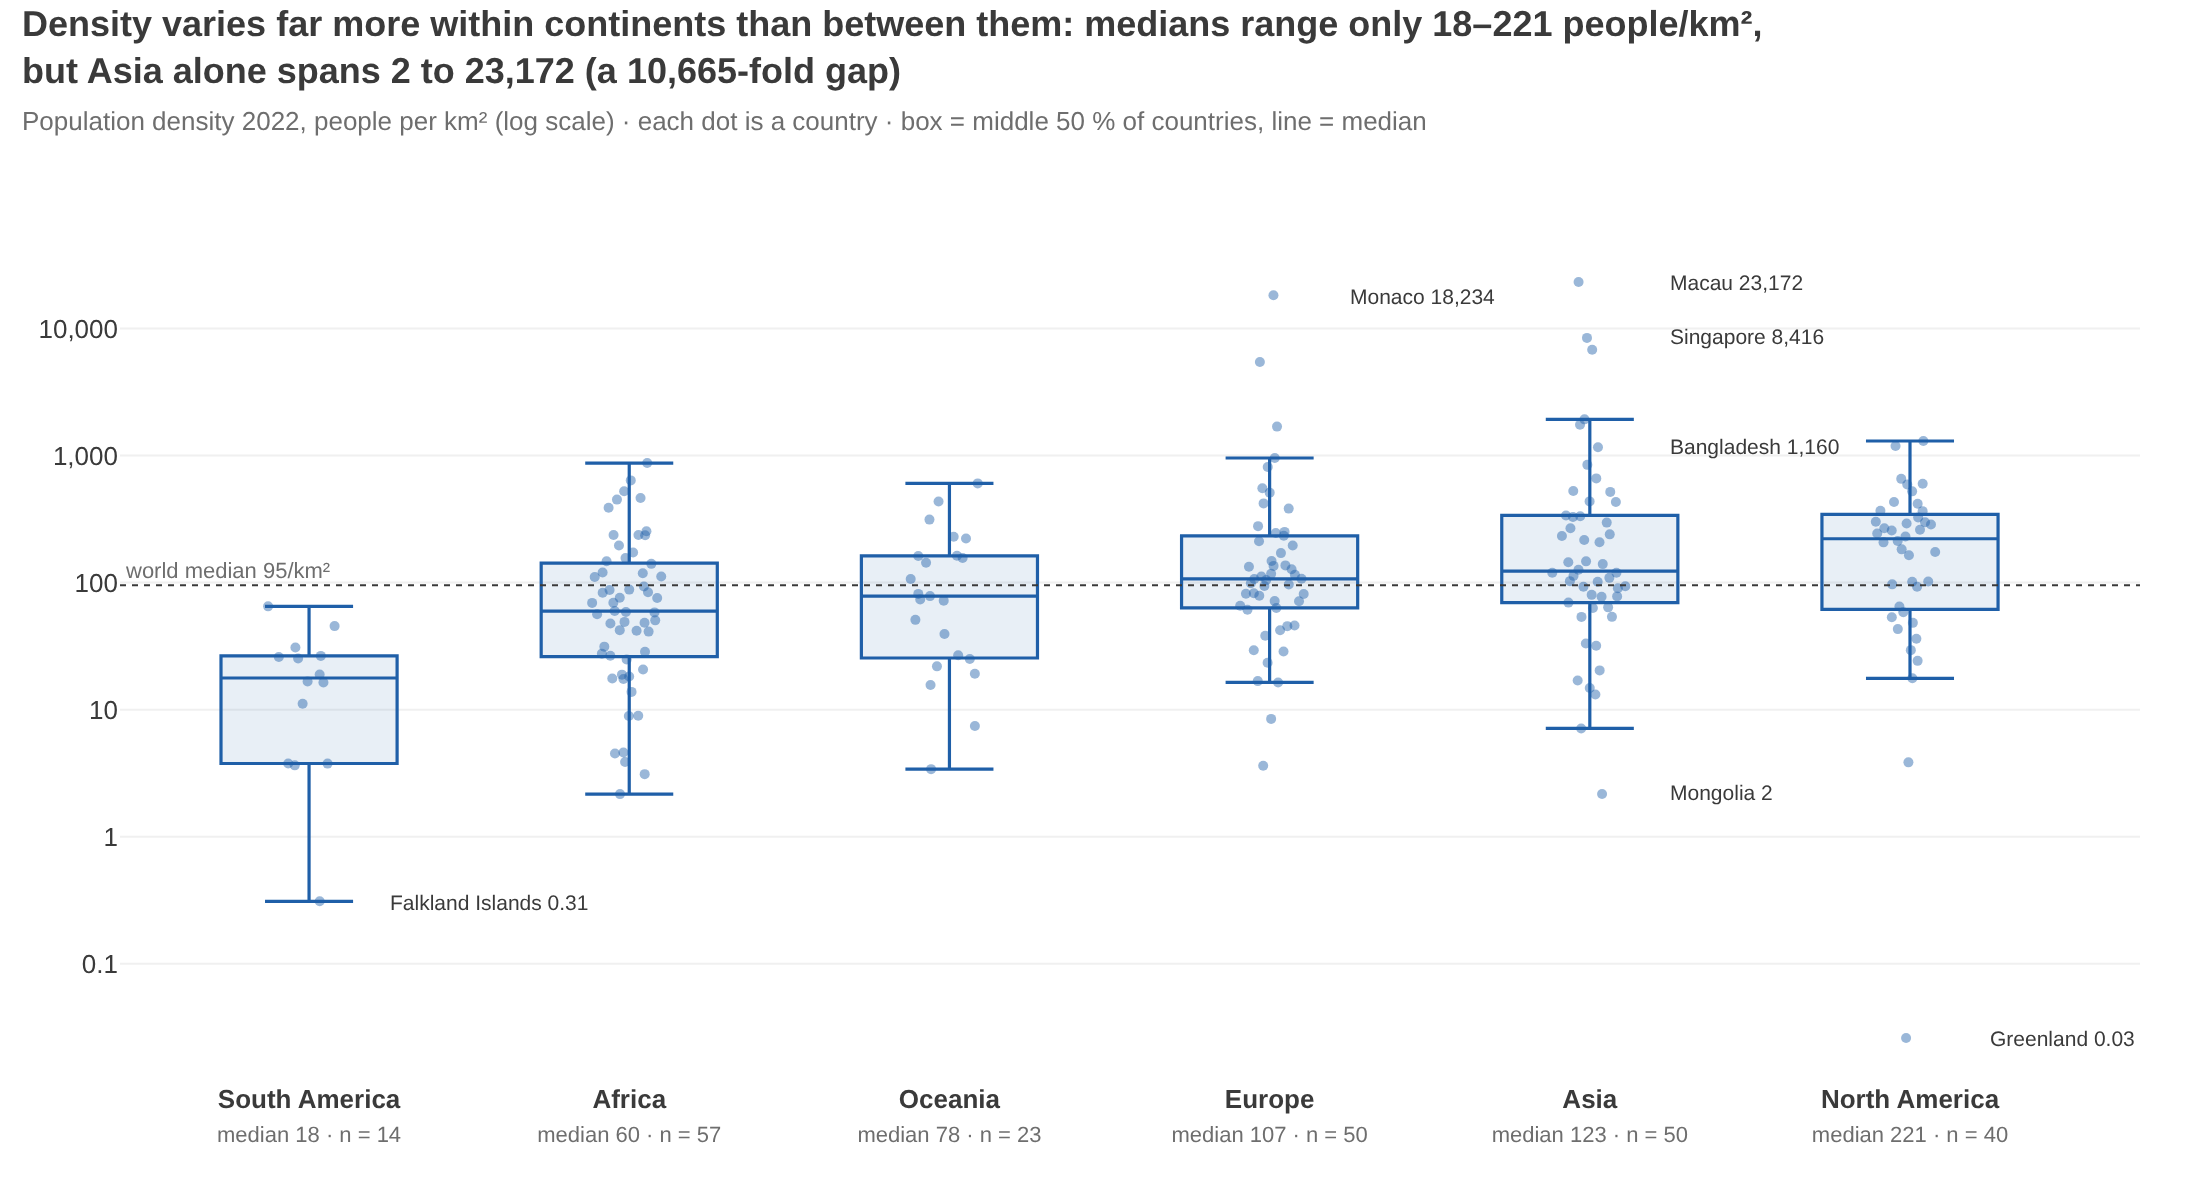 Density varies far more within continents than between them: medians range only 18–221 people/km²,
but Asia alone spans 2 to 23,172 (a 10,665-fold gap)
Population density 2022, people per km² (log scale) · each dot is a country · box = middle 50 % of countries, line = median
Monaco 18,234
Macau 23,172
10,000
Singapore 8,416
1,000
Bangladesh 1,160
100
world median 95/km²
10
Mongolia 2
1
Falkland Islands 0.31
0.1
Greenland 0.03
South America
Africa
Oceania
Europe
Asia
North America
median 18 · n = 14
median 60 · n = 57
median 78 · n = 23
median 107 · n = 50
median 123 · n = 50
median 221 · n = 40